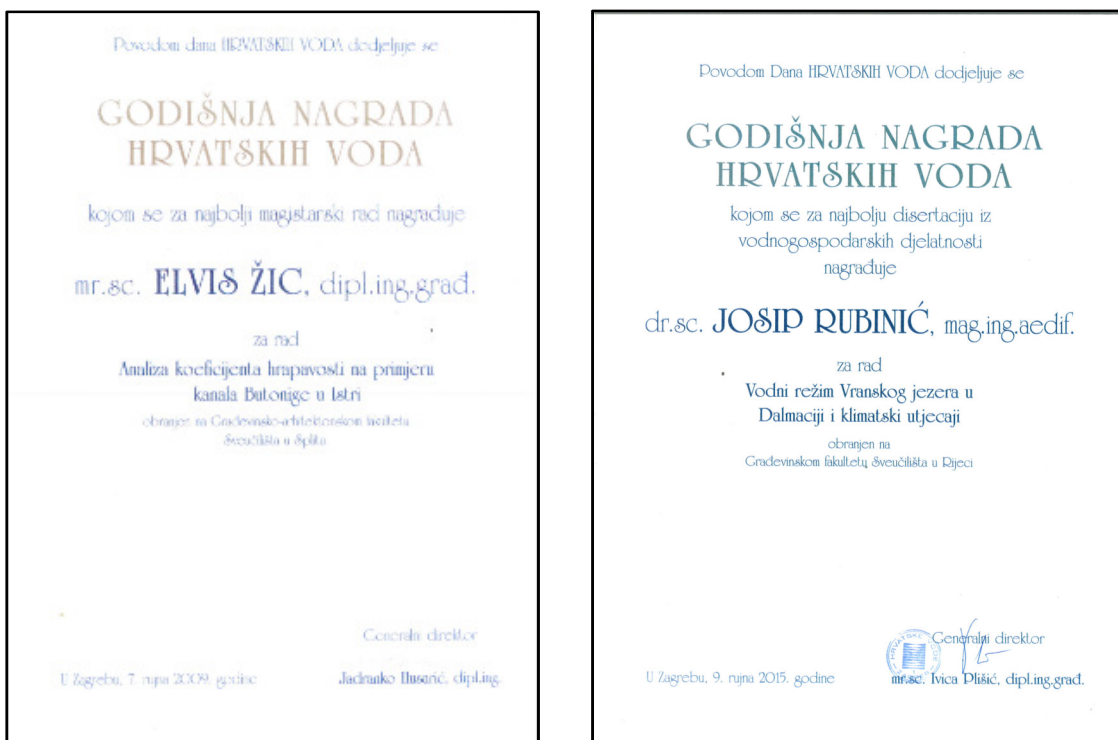 Povodom dana HRVATSKIH VODA dodjeljuje se
GODIŠNJA NAGRADA
HRVATSKIH VODA
kojom se za najbolji magistarski rad nagrađuje
mr.sc. ELVIS ŽIC, dipl.ing.građ.
za rad
Analiza koeficijenta hrapavosti na primjeru
kanala Butonige u Istri
obranjen na Građevinsko-arhitektonskom fakultetu
Sveučilišta u Splitu
Generalni direktor
U Zagrebu, 7. rujna 2009. godine
Jadranko Husarić, dipl.ing.
Povodom Dana HRVATSKIH VODA dodjeljuje se
GODIŠNJA NAGRADA
HRVATSKIH VODA
kojom se za najbolju disertaciju iz
vodnogospodarskih djelatnosti
nagrađuje
dr.sc. JOSIP RUBINIĆ, mag.ing.aedif.
za rad
Vodni režim Vranskog jezera u
Dalmaciji i klimatski utjecaji
obranjen na
Građevinskom fakultetu Sveučilišta u Rijeci
Generalni direktor
U Zagrebu, 9. rujna 2015. godine
mr.sc. Ivica Plišić, dipl.ing.građ.